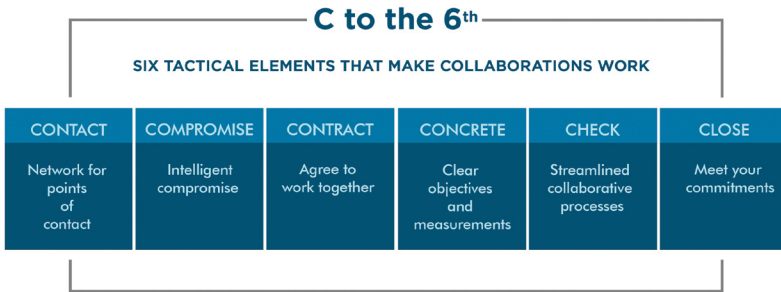 C to the 6th
SIX TACTICAL ELEMENTS THAT MAKE COLLABORATIONS WORK
CONTACT
Network for
points
of
contact
COMPROMISE
Intelligent
compromise
CONTRACT
Agree to
work together
CONCRETE
Clear
objectives
and
measurements
CHECK
Streamlined
collaborative
processes
CLOSE
Meet your
commitments